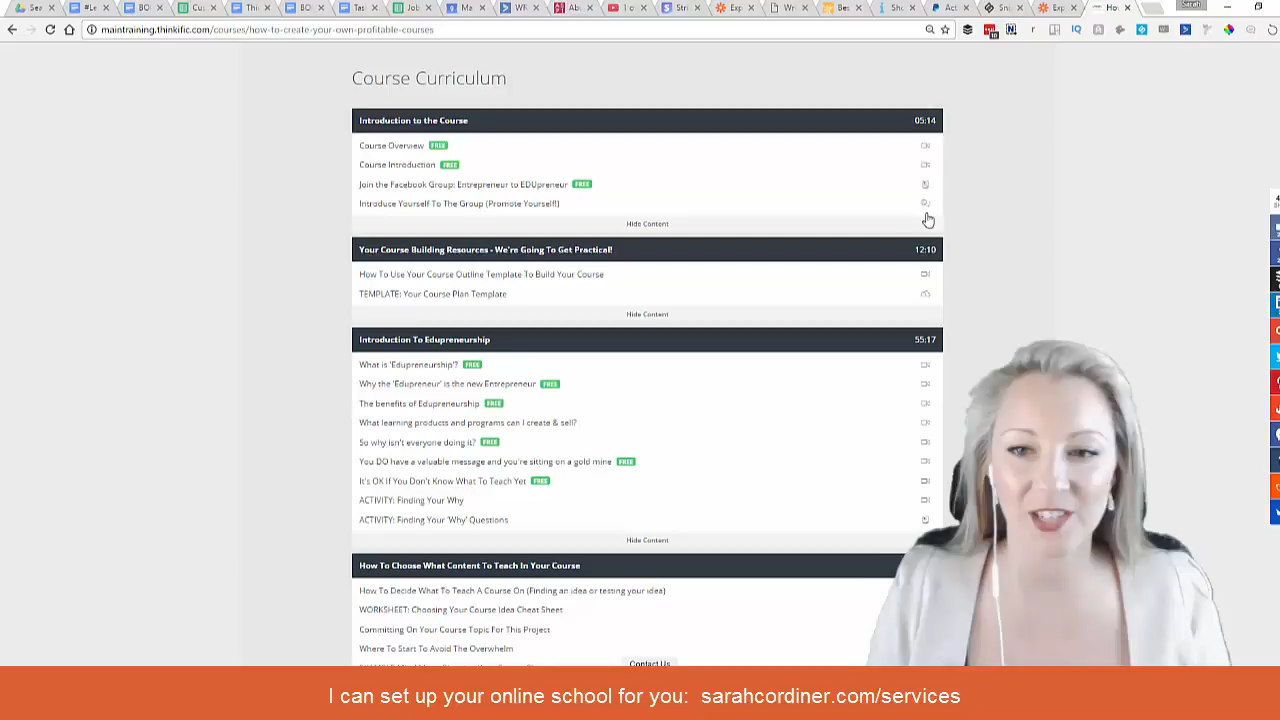 Sarah
maintraining.thinkific.com/courses/how-to-create-your-own-profitable-courses
Course Curriculum
Introduction to the Course 05:14
Course Overview FREE
Course Introduction FREE
Join the Facebook Group: Entrepreneur to EDUpreneur FREE
Introduce Yourself To The Group (Promote Yourself!)
Hide Content
Your Course Building Resources - We're Going To Get Practical! 12:10
How To Use Your Course Outline Template To Build Your Course
TEMPLATE: Your Course Plan Template
Hide Content
Introduction To Edupreneurship 55:17
What is 'Edupreneurship'? FREE
Why the 'Edupreneur' is the new Entrepreneur FREE
The benefits of Edupreneurship FREE
What learning products and programs can I create & sell?
So why isn't everyone doing it? FREE
You DO have a valuable message and you're sitting on a gold mine FREE
It's OK If You Don't Know What To Teach Yet FREE
ACTIVITY: Finding Your Why
ACTIVITY: Finding Your 'Why' Questions
Hide Content
How To Choose What Content To Teach In Your Course
How To Decide What To Teach A Course On (Finding an idea or testing your idea)
WORKSHEET: Choosing Your Course Idea Cheat Sheet
Committing On Your Course Topic For This Project
Where To Start To Avoid The Overwhelm
Contact Us
I can set up your online school for you: sarahcordiner.com/services